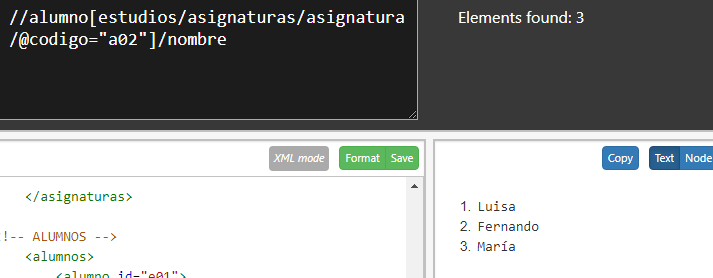 //alumno[estudios/asignaturas/asignatura
/@codigo="a02"]/nombre
Elements found: 3
XML mode
Format
Save
Copy
Text
Node
</asignaturas>
!-- ALUMNOS -->
<alumnos>
<alumno id="e01">
1. Luisa
2. Fernando
3. María